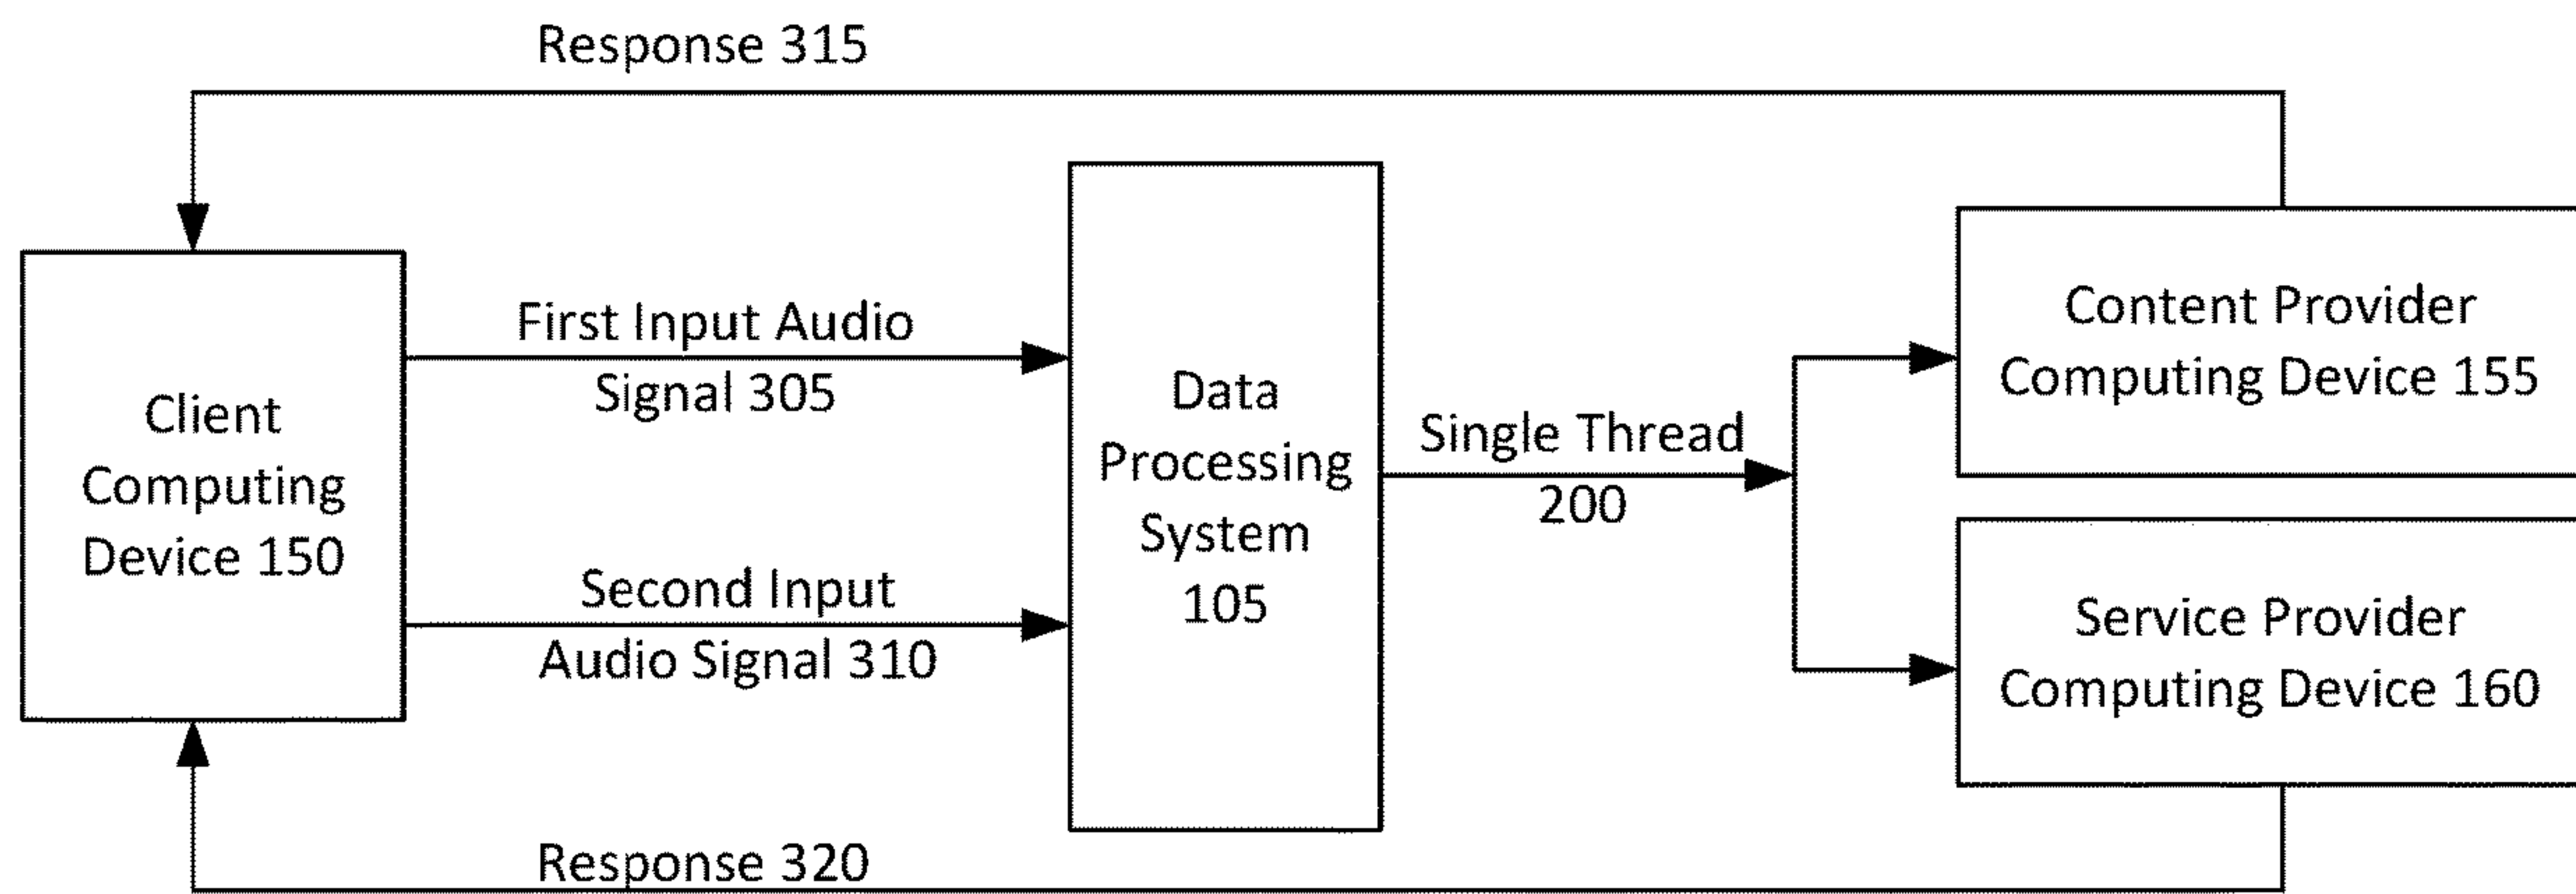 Response 315
Client
Computing
Device 150
First Input Audio
Signal 305
Second Input
Audio Signal 310
Data
Processing
System
105
Single Thread
200
Content Provider
Computing Device 155
Service Provider
Computing Device 160
Response 320